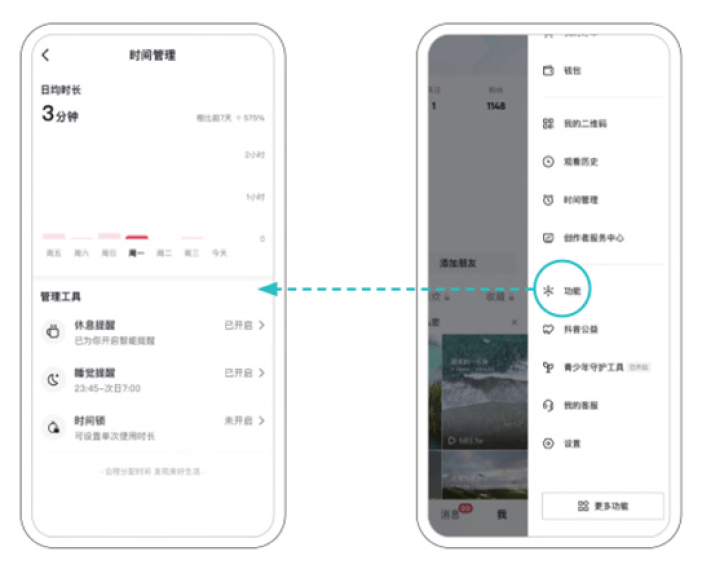 时间管理
日均时长
3分钟
相比前7天 ÷ 575%
2小时
1小时
0
周五 周六 周日 周一 周二 周三 今天
管理工具
休息提醒
已为你开启智能提醒
已开启
睡觉提醒
23:45-次日7:00
已开启
时间锁
可设置单次使用时长
未开启
· 合理分配时间 发现美好生活 ·
钱包
我的二维码
观看历史
时间管理
创作者服务中心
功能
抖音公益
青少年守护工具 已开启
我的客服
设置
更多功能
粉丝
1
1148
添加朋友
欢
收藏
583.1w
消息
我